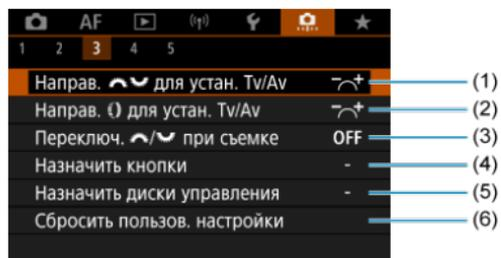 AF
1 2 3 4 5
Направ. для устан. Tv/Av (1)
Направ. () для устан. Tv/Av (2)
Переключ. / при съемке OFF (3)
Назначить кнопки - (4)
Назначить диски управления - (5)
Сбросить пользов. настройки (6)